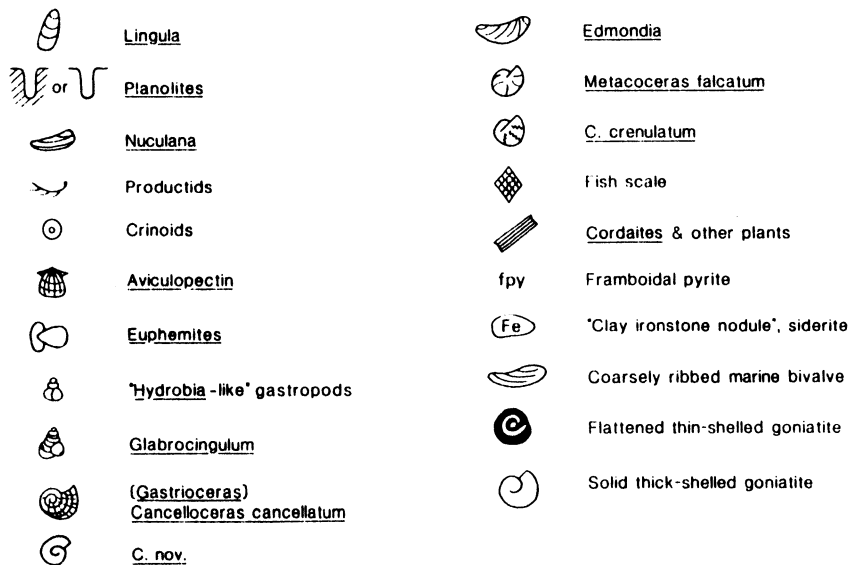 Lingula
or Planolites
Nuculana
Productids
Crinoids
Aviculopectin
Euphemites
"Hydrobia-like" gastropods
Glabrocingulum
(Gastrioceras)
Cancelloceras cancellatum
C. nov.
Edmondia
Metacoceras falcatum
C. crenulatum
Fish scale
Cordaites & other plants
fpy Framboidal pyrite
Fe "Clay ironstone nodule", siderite
Coarsely ribbed marine bivalve
Flattened thin-shelled goniatite
Solid thick-shelled goniatite